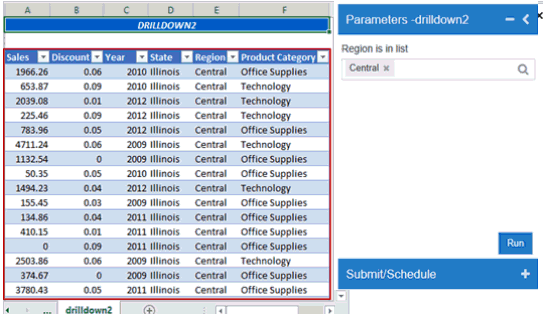 A B C D E F
DRILLDOWN2
Sales Discount Year State Region Product Category
1966.26 0.06 2010 Illinois Central Office Supplies
653.87 0.09 2010 Illinois Central Technology
2039.08 0.01 2012 Illinois Central Technology
225.46 0.09 2012 Illinois Central Technology
783.96 0.05 2012 Illinois Central Office Supplies
4711.24 0.06 2009 Illinois Central Technology
1132.54 0 2009 Illinois Central Office Supplies
50.35 0.05 2010 Illinois Central Office Supplies
1494.23 0.04 2012 Illinois Central Technology
155.45 0.03 2009 Illinois Central Office Supplies
134.86 0.04 2011 Illinois Central Office Supplies
410.15 0.01 2011 Illinois Central Office Supplies
0 0.09 2011 Illinois Central Office Supplies
2503.86 0.06 2009 Illinois Central Technology
374.67 0 2009 Illinois Central Office Supplies
3780.43 0.05 2011 Illinois Central Office Supplies
... drilldown2
Parameters -drilldown2
Region is in list
Central ×
Run
Submit/Schedule +